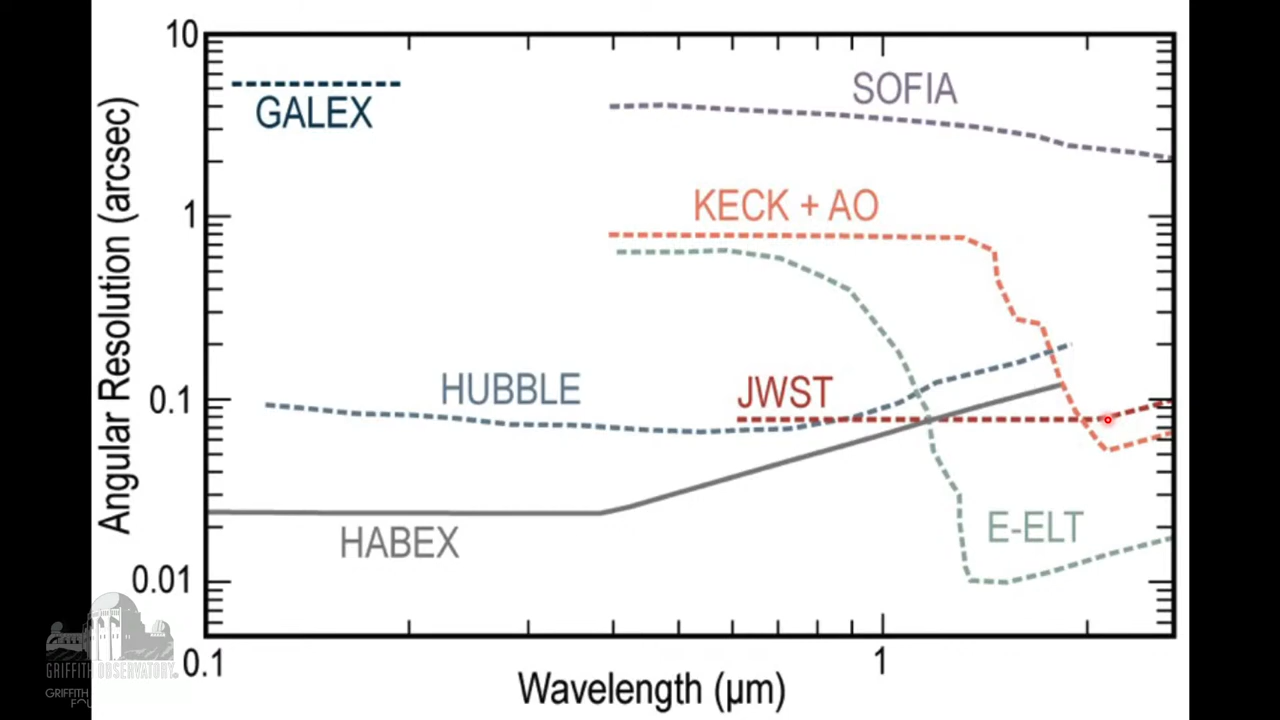 10
GALEX
SOFIA
1
KECK + AO
0.1
HUBBLE
JWST
HABEX
E-ELT
0.01
0.1
1
Angular Resolution (arcsec)
Wavelength (µm)
GRIFFITH OBSERVATORY
GRIFFITH